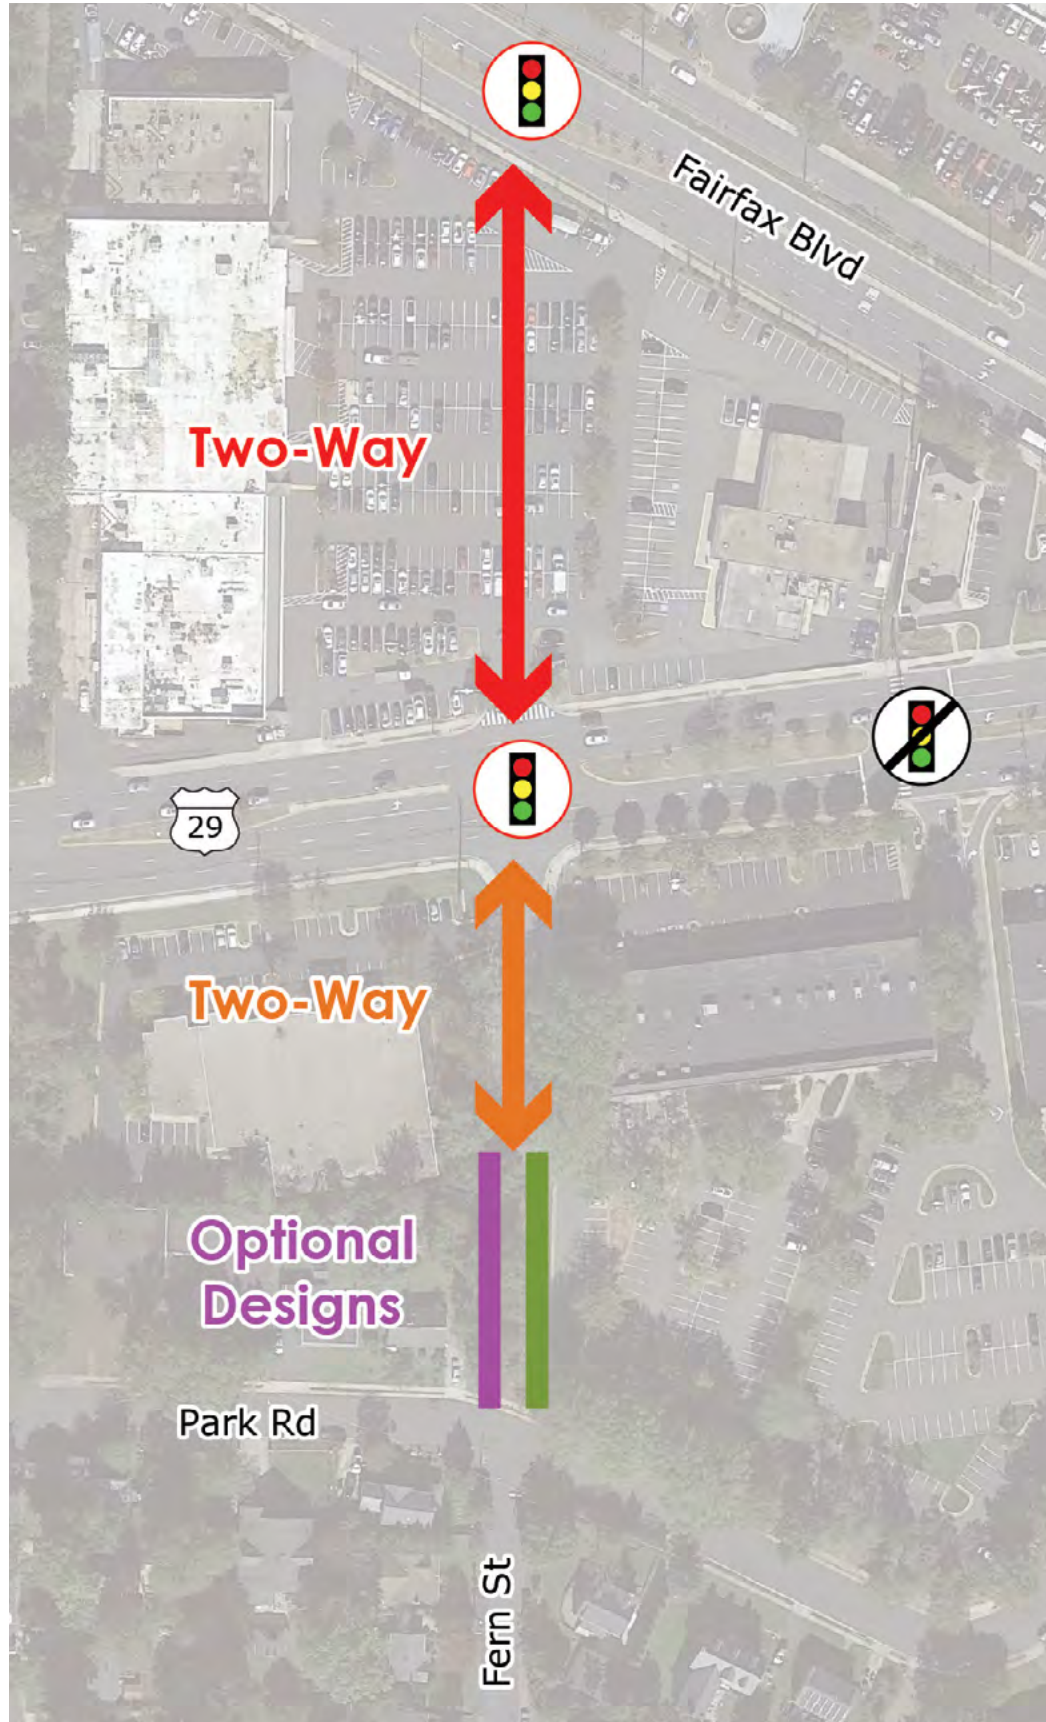 Fairfax Blvd
Two-Way
29
Two-Way
Optional
Designs
Park Rd
Fern St